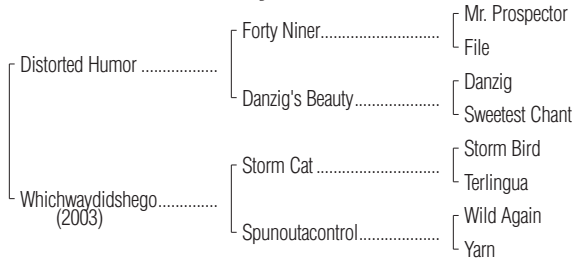 Mr. Prospector
Forty Niner....................
File
Distorted Humor .................
Danzig
Danzig's Beauty..................
Sweetest Chant
Storm Bird
Storm Cat ..........................
Terlingua
Whichwaydidshego.............
(2003)
Wild Again
Spunoutacontrol.................
Yarn